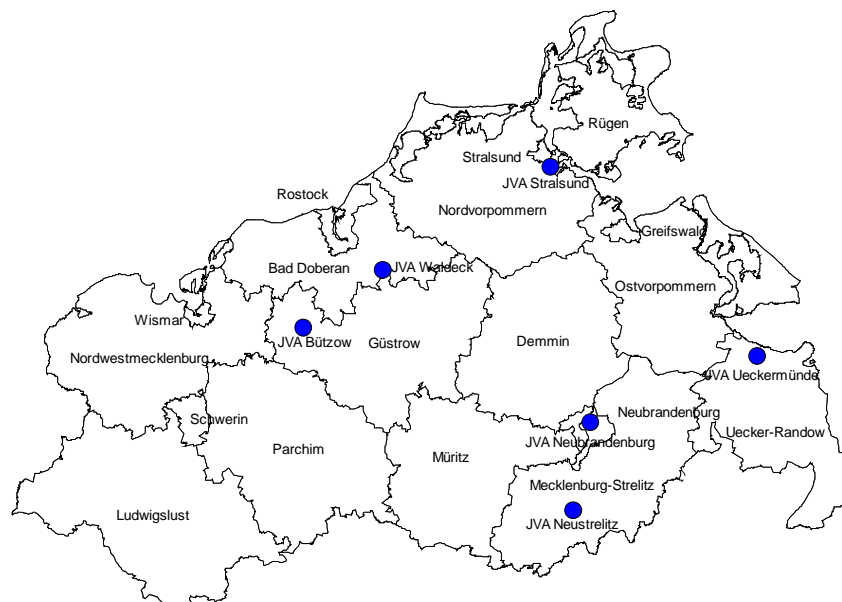 Rügen
Stralsund
JVA Stralsund
Rostock
Nordvorpommern
Greifswald
Bad Doberan
JVA Waldeck
Ostvorpommern
Wismar
JVA Bützow
Güstrow
Demmin
Nordwestmecklenburg
JVA Ueckermünde
Schwerin
Neubrandenburg
Uecker-Randow
JVA Neubrandenburg
Parchim
Müritz
Mecklenburg-Strelitz
Ludwigslust
JVA Neustrelitz